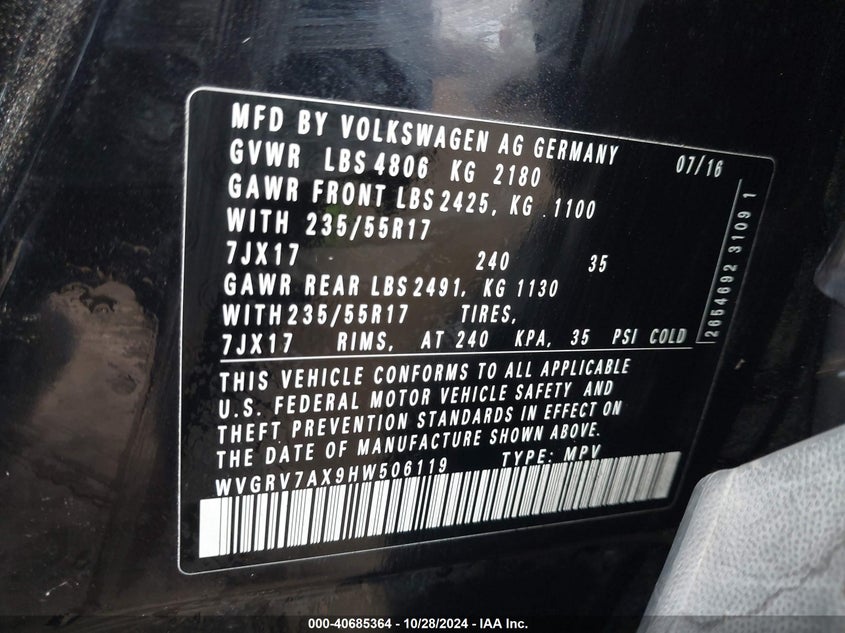 MFD BY VOLKSWAGEN AG GERMANY 07/16
GVWR LBS 4806 KG 2180
GAWR FRONT LBS 2425, KG .1100
WITH 235/55R17
7JX17 240 35
GAWR REAR LBS 2491, KG 1130
WITH 235/55R17 TIRES,
7JX17 RIMS, AT 240 KPA, 35 PSI COLD
THIS VEHICLE CONFORMS TO ALL APPLICABLE
U.S. FEDERAL MOTOR VEHICLE SAFETY AND
THEFT PREVENTION STANDARDS IN EFFECT ON
THE DATE OF MANUFACTURE SHOWN ABOVE.
WVGRV7AX9HW506119 TYPE: MPV
2654692 3109 1
000-40685364 - 10/28/2024 - IAA Inc.